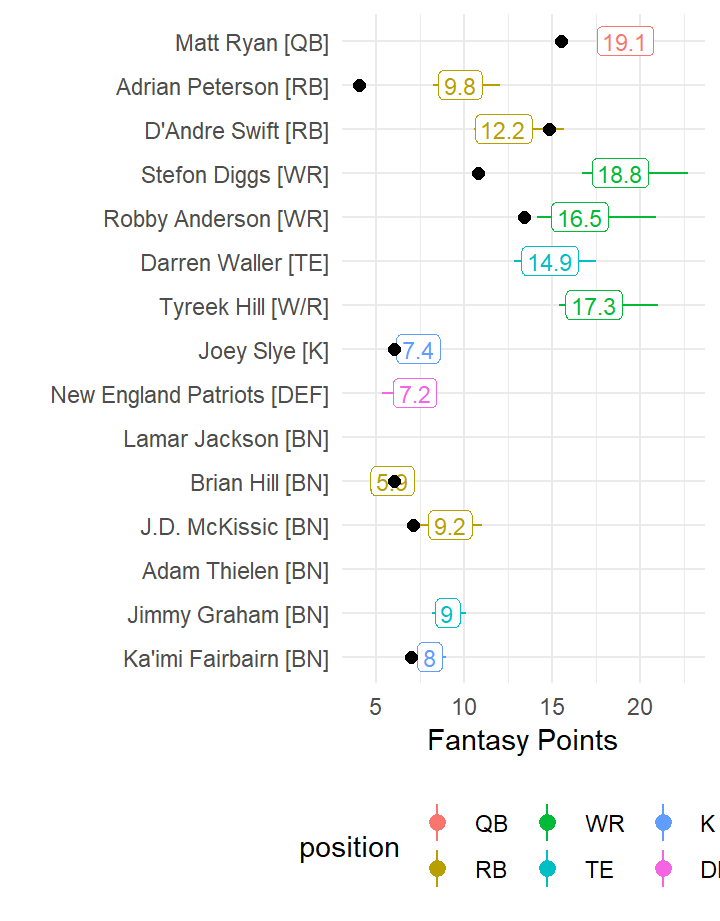 Matt Ryan [QB] 19.1
Adrian Peterson [RB] 9.8
D'Andre Swift [RB] 12.2
Stefon Diggs [WR] 18.8
Robby Anderson [WR] 16.5
Darren Waller [TE] 14.9
Tyreek Hill [W/R] 17.3
Joey Slye [K] 7.4
New England Patriots [DEF] 7.2
Lamar Jackson [BN]
Brian Hill [BN]
J.D. McKissic [BN] 9.2
Adam Thielen [BN]
Jimmy Graham [BN] 9
Ka'imi Fairbairn [BN] 8
5 10 15 20
Fantasy Points
position
QB WR K
RB TE